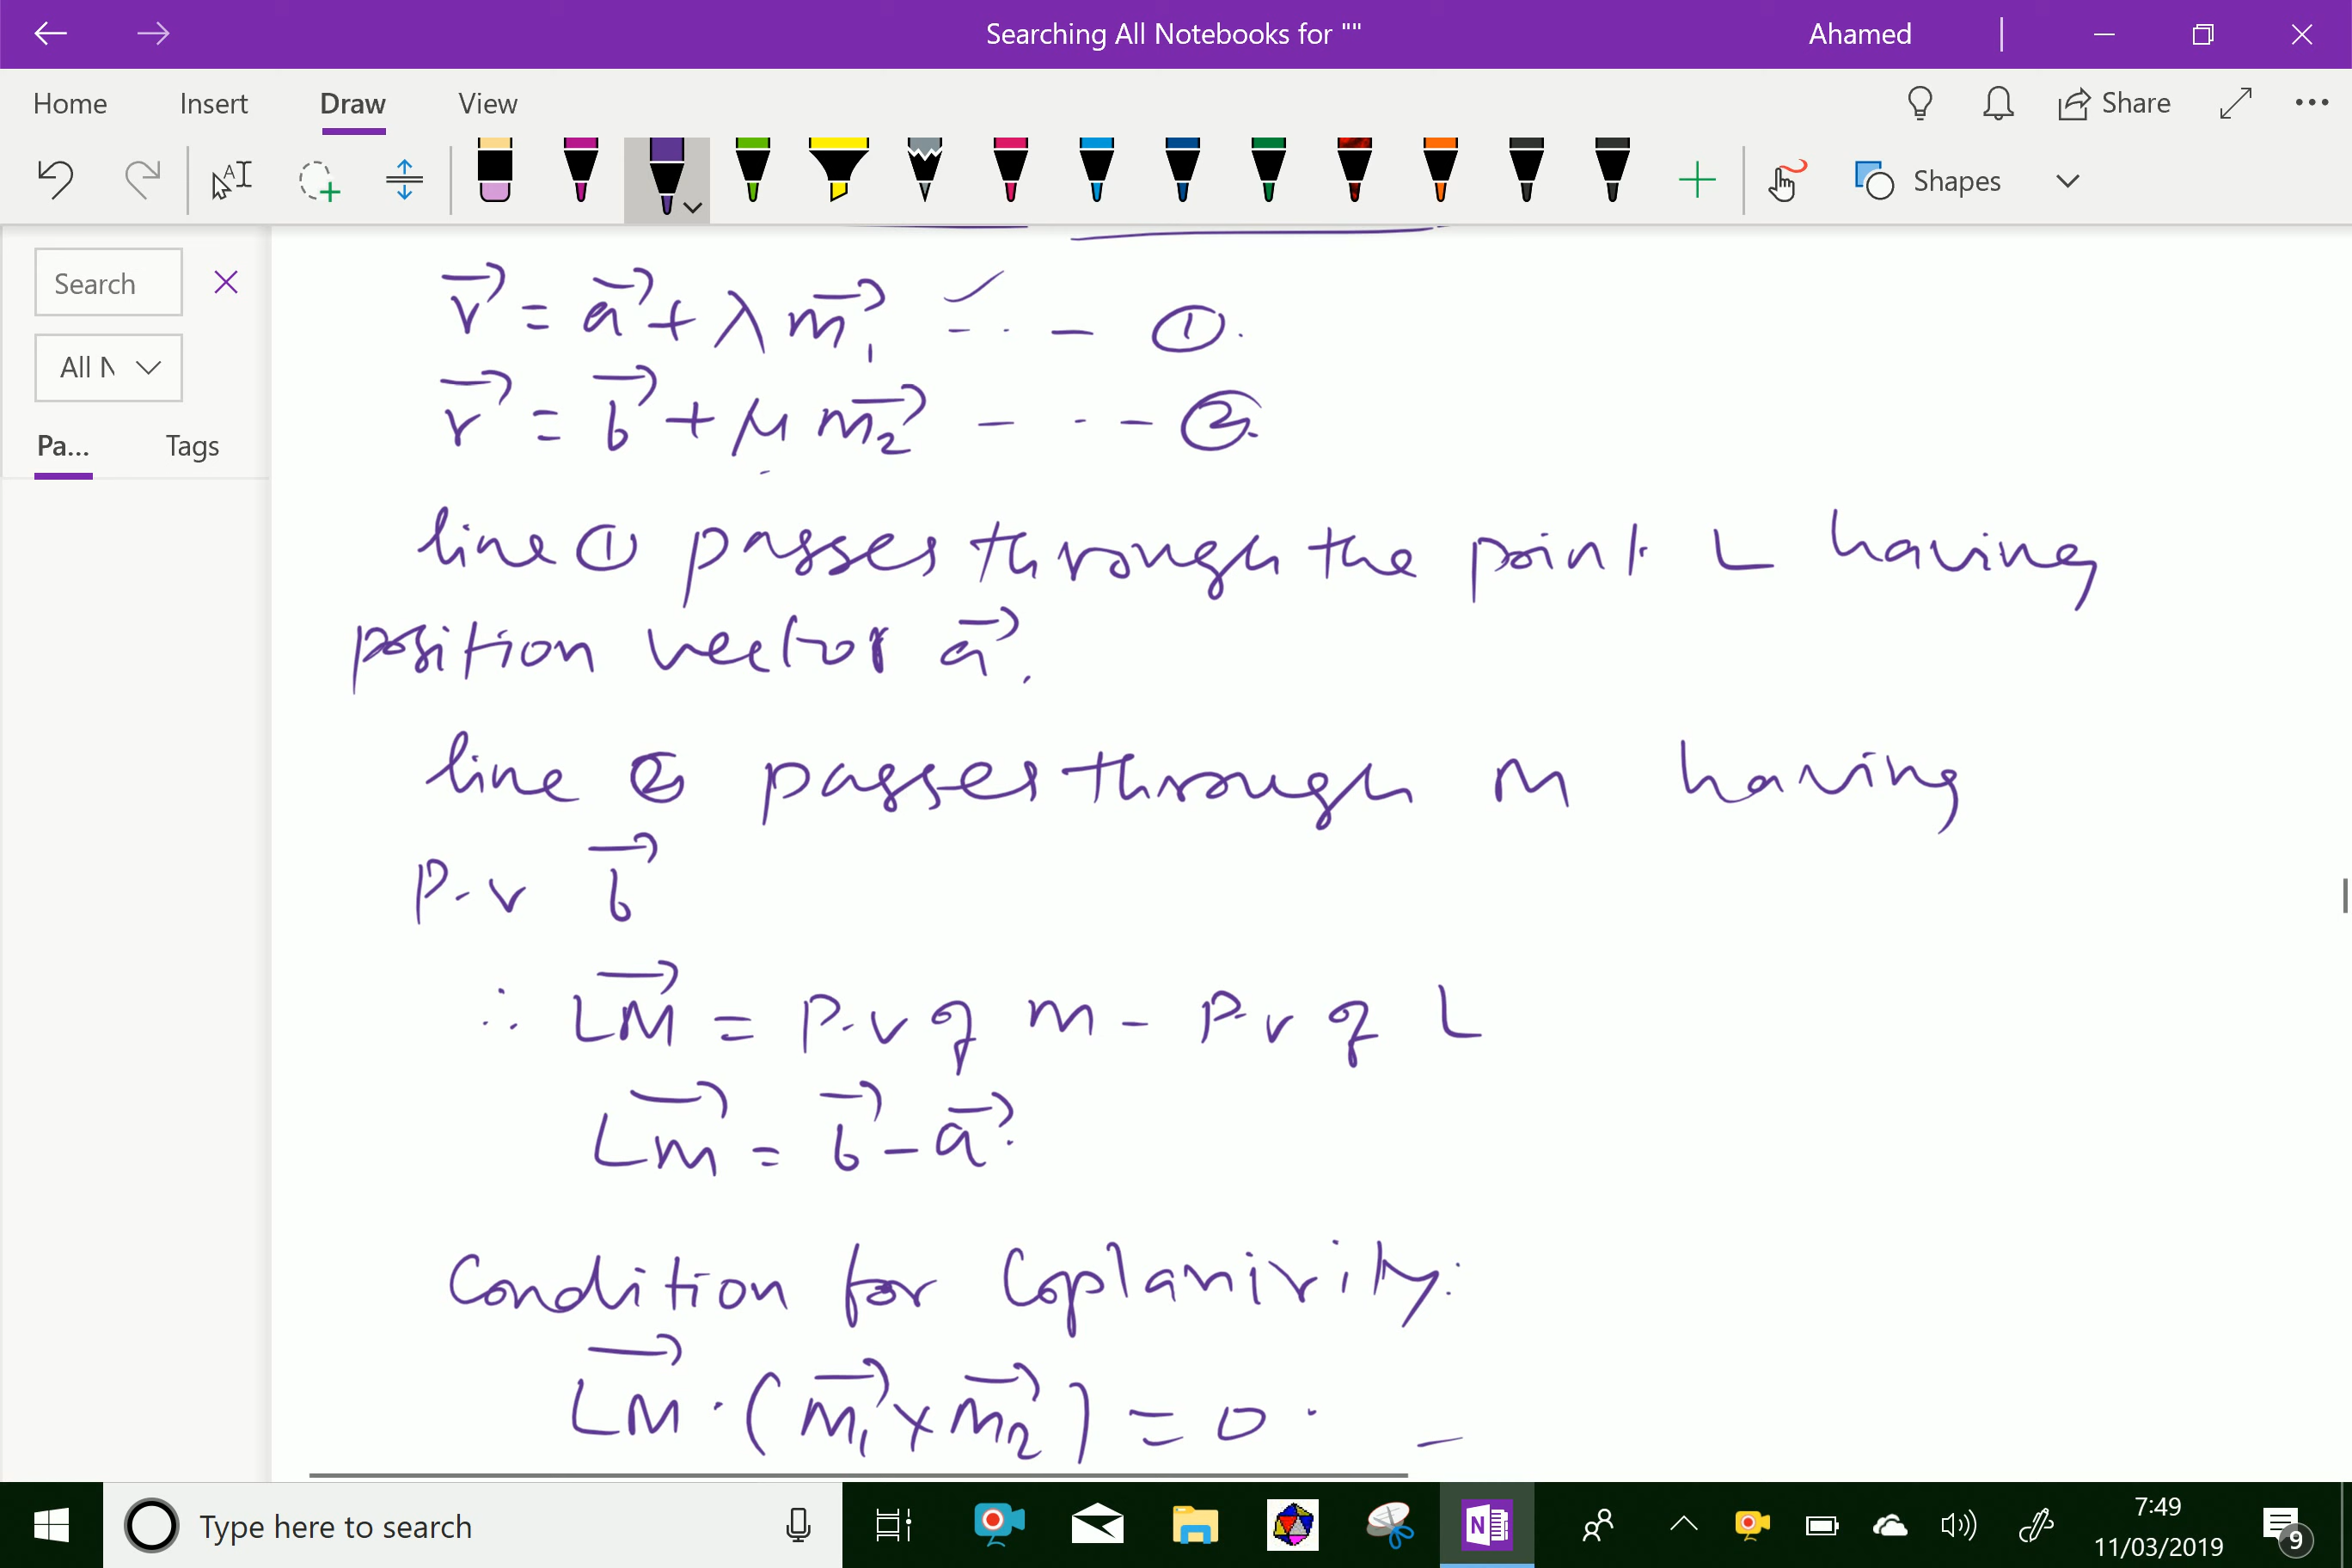 Searching All Notebooks for ""
Ahamed
Home Insert Draw View
Share
Shapes
Search
All N
Pa... Tags
r⃗ = a⃗ + λ m⃗₁ - - - ①.
r⃗ = b⃗ + μ m⃗₂ - - - ②.
line ① passes through the point L having
position vector a⃗.
line ② passes through M having
P.v b⃗
∴ LM⃗ = P.v of M - P.v of L
LM⃗ = b⃗ - a⃗.
Condition for Coplanirity:
LM⃗ · (m⃗₁ × m⃗₂) = 0. -
Type here to search
N
7:49
11/03/2019
9